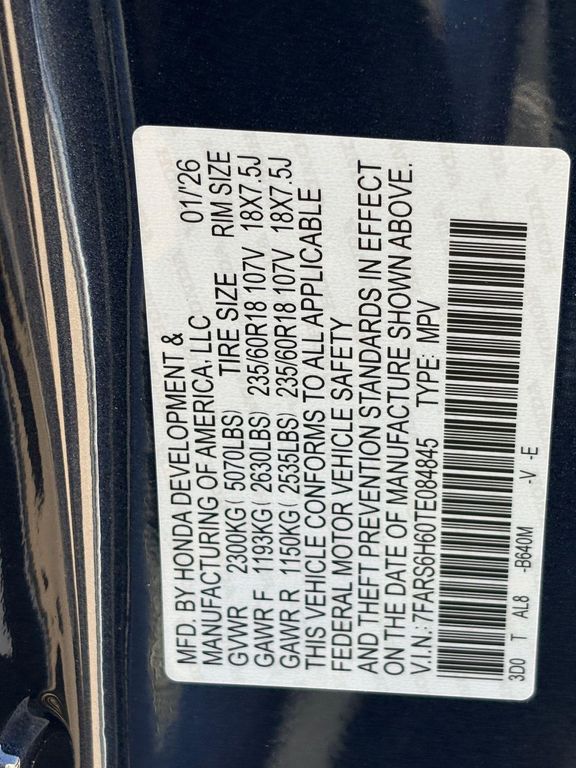 MFD. BY HONDA DEVELOPMENT & 01/'26
MANUFACTURING OF AMERICA, LLC
GVWR 2300KG( 5070LBS) TIRE SIZE RIM SIZE
GAWR F 1193KG( 2630LBS) 235/60R18 107V 18X7.5J
GAWR R 1150KG( 2535LBS) 235/60R18 107V 18X7.5J
THIS VEHICLE CONFORMS TO ALL APPLICABLE
FEDERAL MOTOR VEHICLE SAFETY
AND THEFT PREVENTION STANDARDS IN EFFECT
ON THE DATE OF MANUFACTURE SHOWN ABOVE.
V.I.N.: 7FARS6H60TE084845 TYPE: MPV
3D0 T AL8 -B640M -V -E